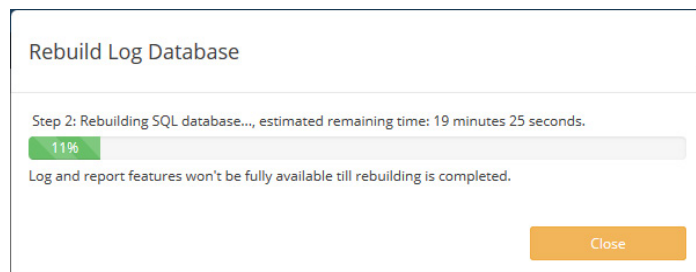 Rebuild Log Database
Step 2: Rebuilding SQL database..., estimated remaining time: 19 minutes 25 seconds.
11%
Log and report features won't be fully available till rebuilding is completed.
Close